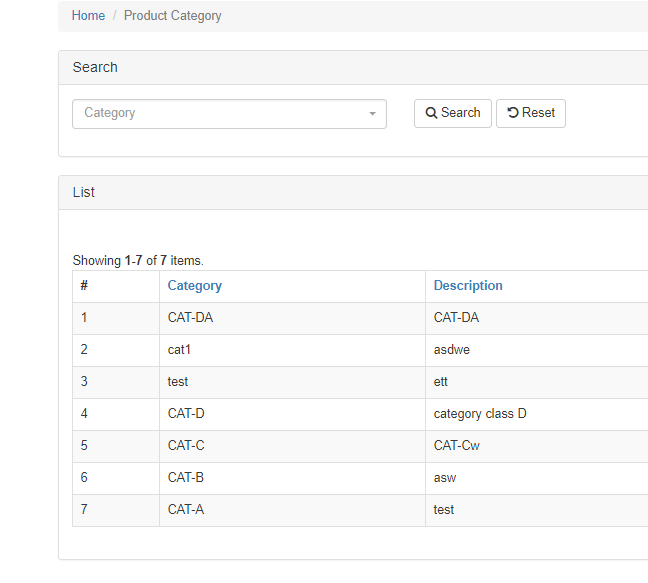 Home / Product Category
Search
Category Search Reset
List
Showing 1-7 of 7 items.
# Category Description
1 CAT-DA CAT-DA
2 cat1 asdwe
3 test ett
4 CAT-D category class D
5 CAT-C CAT-Cw
6 CAT-B asw
7 CAT-A test